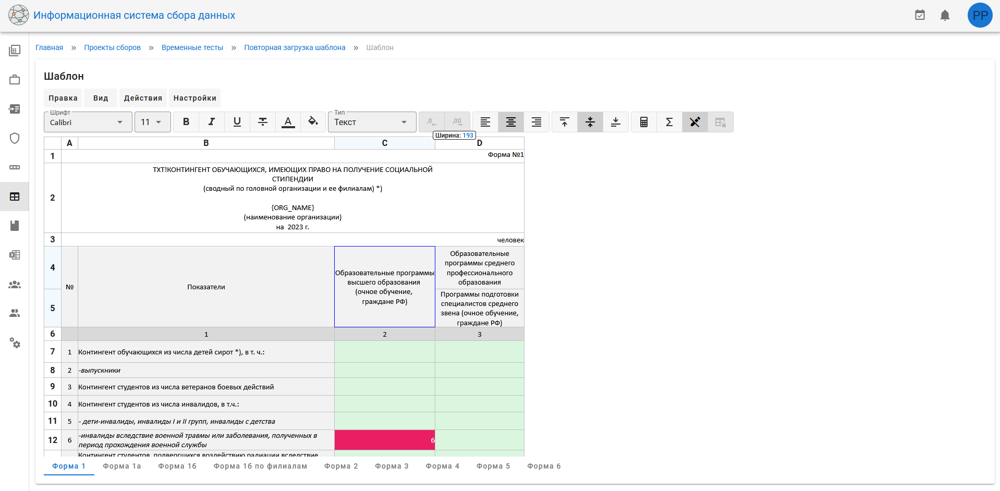 Информационная система сбора данных
PP
Главная » Проекты сборов » Временные тесты » Повторная загрузка шаблона » Шаблон
Шаблон
Правка Вид Действия Настройки
Шрифт
Calibri
11
B I U A
Тип
Текст
,0 ,00
Σ
Ширина: 193
A B C D
1 Форма №1
2
ТХТ!КОНТИНГЕНТ ОБУЧАЮЩИХСЯ, ИМЕЮЩИХ ПРАВО НА ПОЛУЧЕНИЕ СОЦИАЛЬНОЙ
СТИПЕНДИИ
(сводный по головной организации и ее филиалам) *)
{ORG_NAME}
(наименование организации)
на 2023 г.
3 человек
4
5
№
Показатели
Образовательные программы
высшего образования
(очное обучение,
граждане РФ)
Образовательные
программы среднего
профессионального
образования
Программы подготовки
специалистов среднего
звена (очное обучение,
граждане РФ)
6 1 2 3
7 1 Контингент обучающихся из числа детей сирот *), в т. ч.:
8 2 -выпускники
9 3 Контингент студентов из числа ветеранов боевых действий
10 4 Контингент студентов из числа инвалидов, в т.ч.:
11 5 - дети-инвалиды, инвалиды I и II групп, инвалиды с детства
12 6 -инвалиды вследствие военной травмы или заболевания, полученных в
период прохождения военной службы
6
Контингент студентов, подвергшихся воздействию радиации вследствие
Форма 1 Форма 1а Форма 1б Форма 1б по филиалам Форма 2 Форма 3 Форма 4 Форма 5 Форма 6